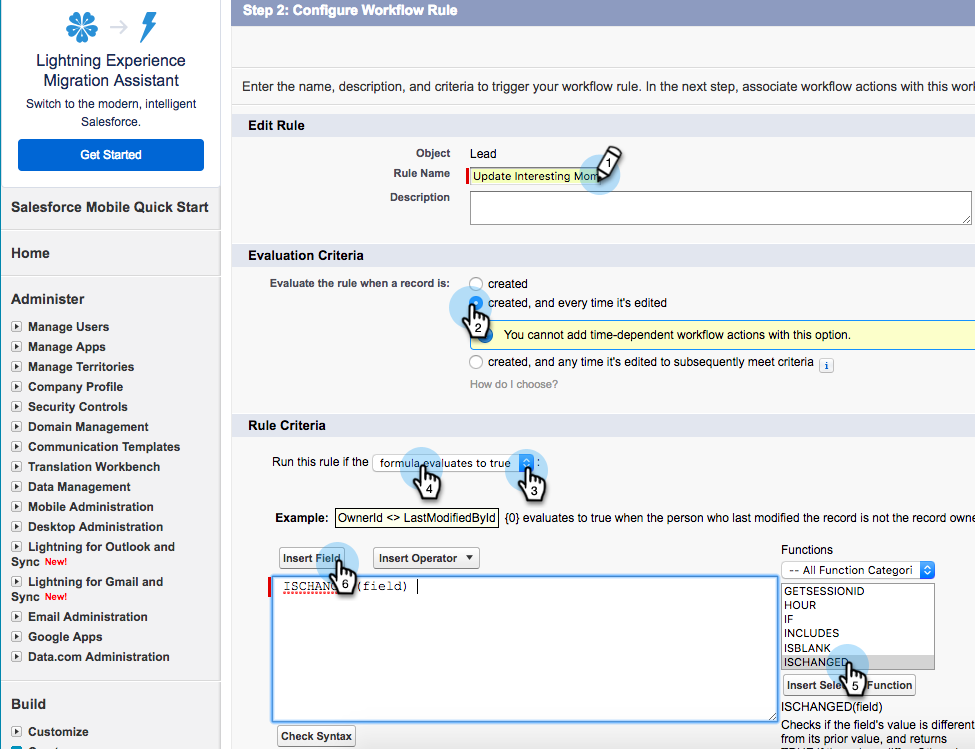 Lightning Experience
Migration Assistant
Switch to the modern, intelligent
Salesforce.
Get Started
Salesforce Mobile Quick Start
Home
Administer
Manage Users
Manage Apps
Manage Territories
Company Profile
Security Controls
Domain Management
Communication Templates
Translation Workbench
Data Management
Mobile Administration
Desktop Administration
Lightning for Outlook and
Sync New!
Lightning for Gmail and
Sync New!
Email Administration
Google Apps
Data.com Administration
Build
Customize
Step 2: Configure Workflow Rule
Enter the name, description, and criteria to trigger your workflow rule. In the next step, associate workflow actions with this
Edit Rule
Object Lead
Rule Name Update Interesting
1
Description
Evaluation Criteria
Evaluate the rule when a record is: created
created, and every time it's edited
2
You cannot add time-dependent workflow actions with this option.
created, and any time it's edited to subsequently meet criteria i
How do I choose?
Rule Criteria
Run this rule if the formula evaluates to true :
4
3
Example: OwnerId <> LastModifiedById {0} evaluates to true when the person who last modified the record is not the record
Insert Field Insert Operator
6
(field)
Functions
-- All Function Categori
GETSESSIONID
HOUR
IF
INCLUDES
ISBLANK
ISCHANGED
5
Insert Function
ISCHANGED(field)
Checks if the field's value is different
from its prior value, and returns
Check Syntax